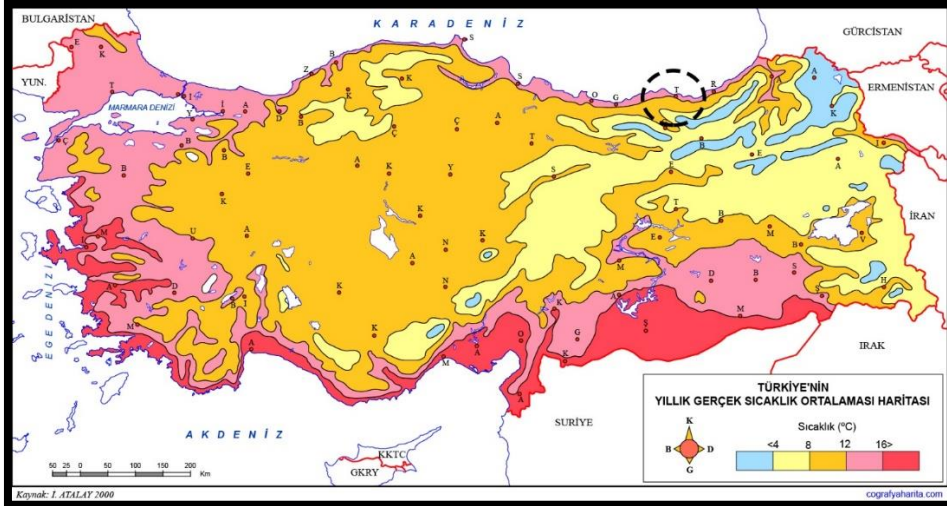 BULGARİSTAN
KARADENİZ
GÜRCİSTAN
YUN.
MARMARA DENİZİ
ERMENİSTAN
İRAN
EGE DENİZİ
IRAK
SURİYE
AKDENİZ
KKTC
GKRY
TÜRKİYE'NİN
YILLIK GERÇEK SICAKLIK ORTALAMASI HARİTASI
K
B D
G
Sıcaklık (°C)
<4 8 12 16>
50 25 0 50 100 150 200
Km
Kaynak: İ. ATALAY 2000
cografyaharita.com